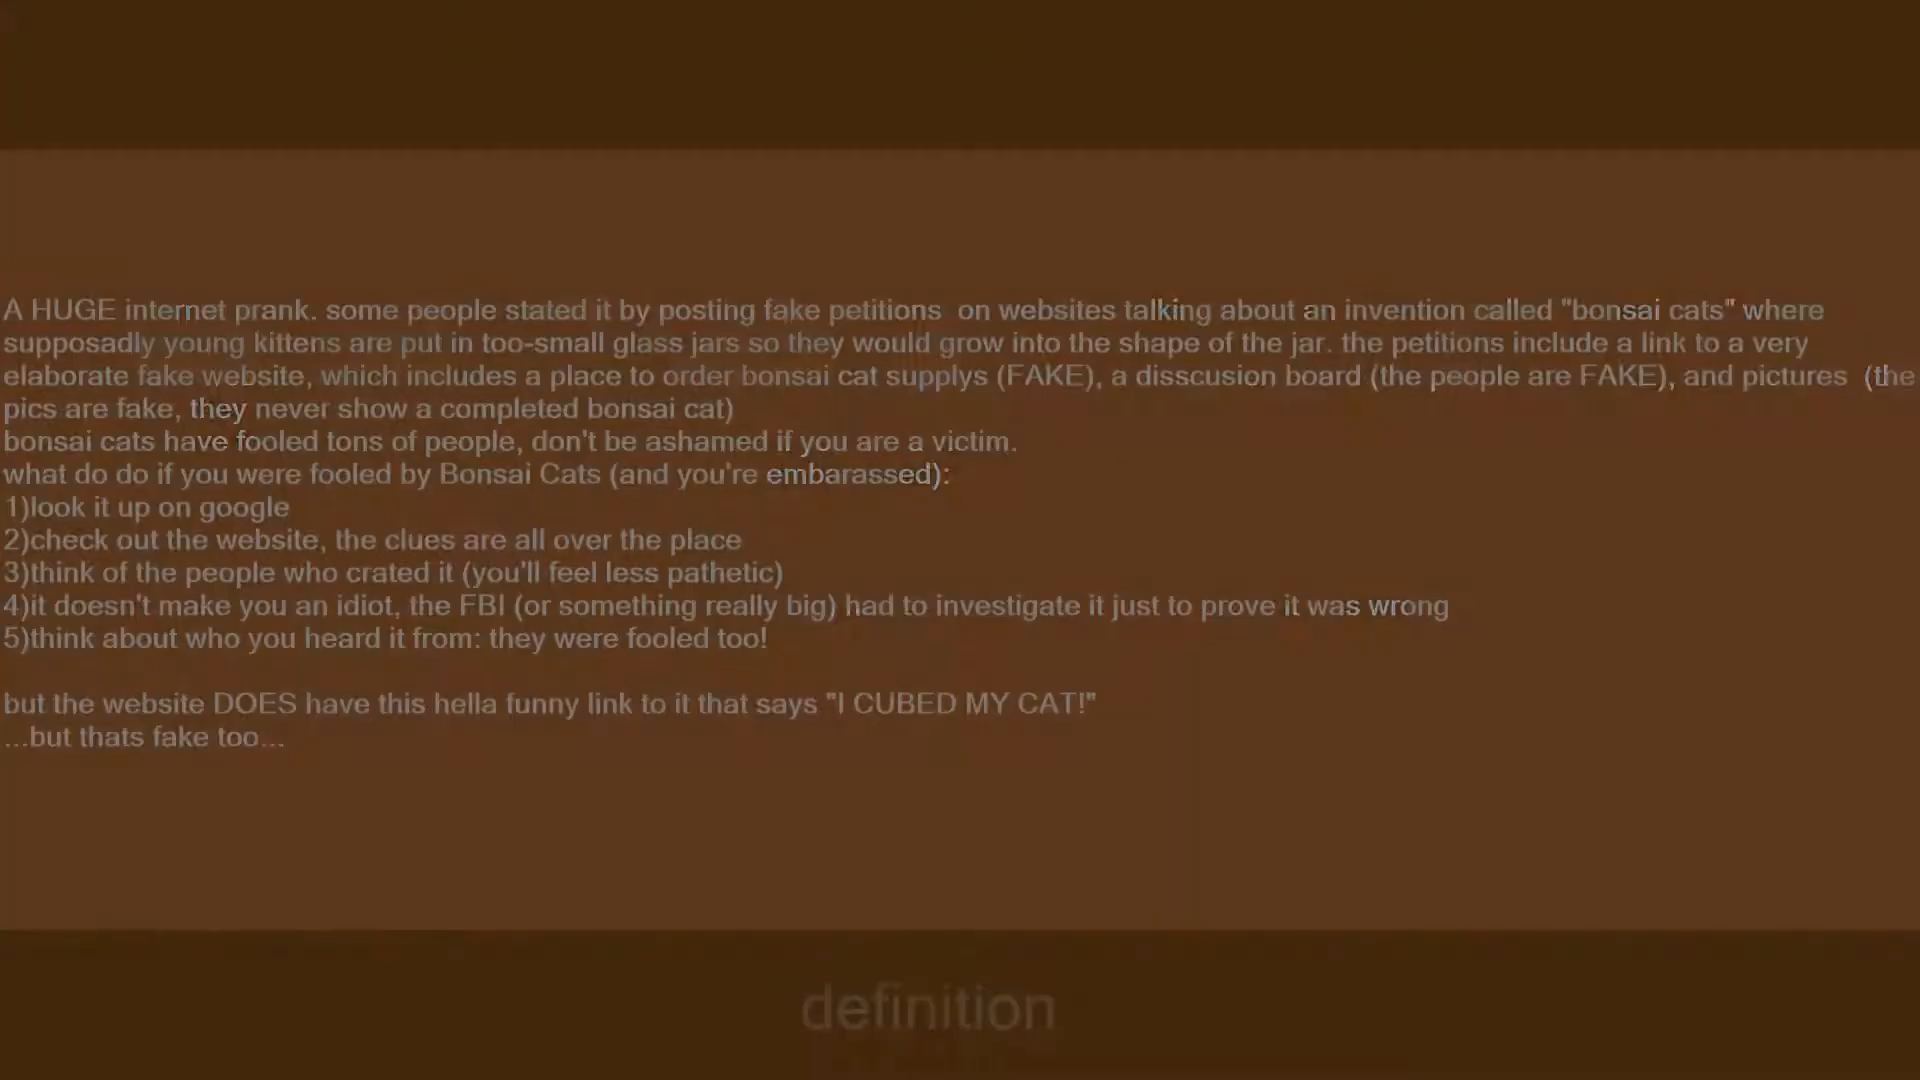 A HUGE internet prank. some people stated it by posting fake petitions  on websites talking about an invention called "bonsai cats" where
supposadly young kittens are put in too-small glass jars so they would grow into the shape of the jar. the petitions include a link to a very
elaborate fake website, which includes a place to order bonsai cat supplys (FAKE), a disscusion board (the people are FAKE), and pictures  (the
pics are fake, they never show a completed bonsai cat)
bonsai cats have fooled tons of people, don't be ashamed if you are a victim.
what do do if you were fooled by Bonsai Cats (and you're embarassed):
1)look it up on google
2)check out the website, the clues are all over the place
3)think of the people who crated it (you'll feel less pathetic)
4)it doesn't make you an idiot, the FBI (or something really big) had to investigate it just to prove it was wrong
5)think about who you heard it from: they were fooled too!
but the website DOES have this hella funny link to it that says "I CUBED MY CAT!"
...but thats fake too...
definition